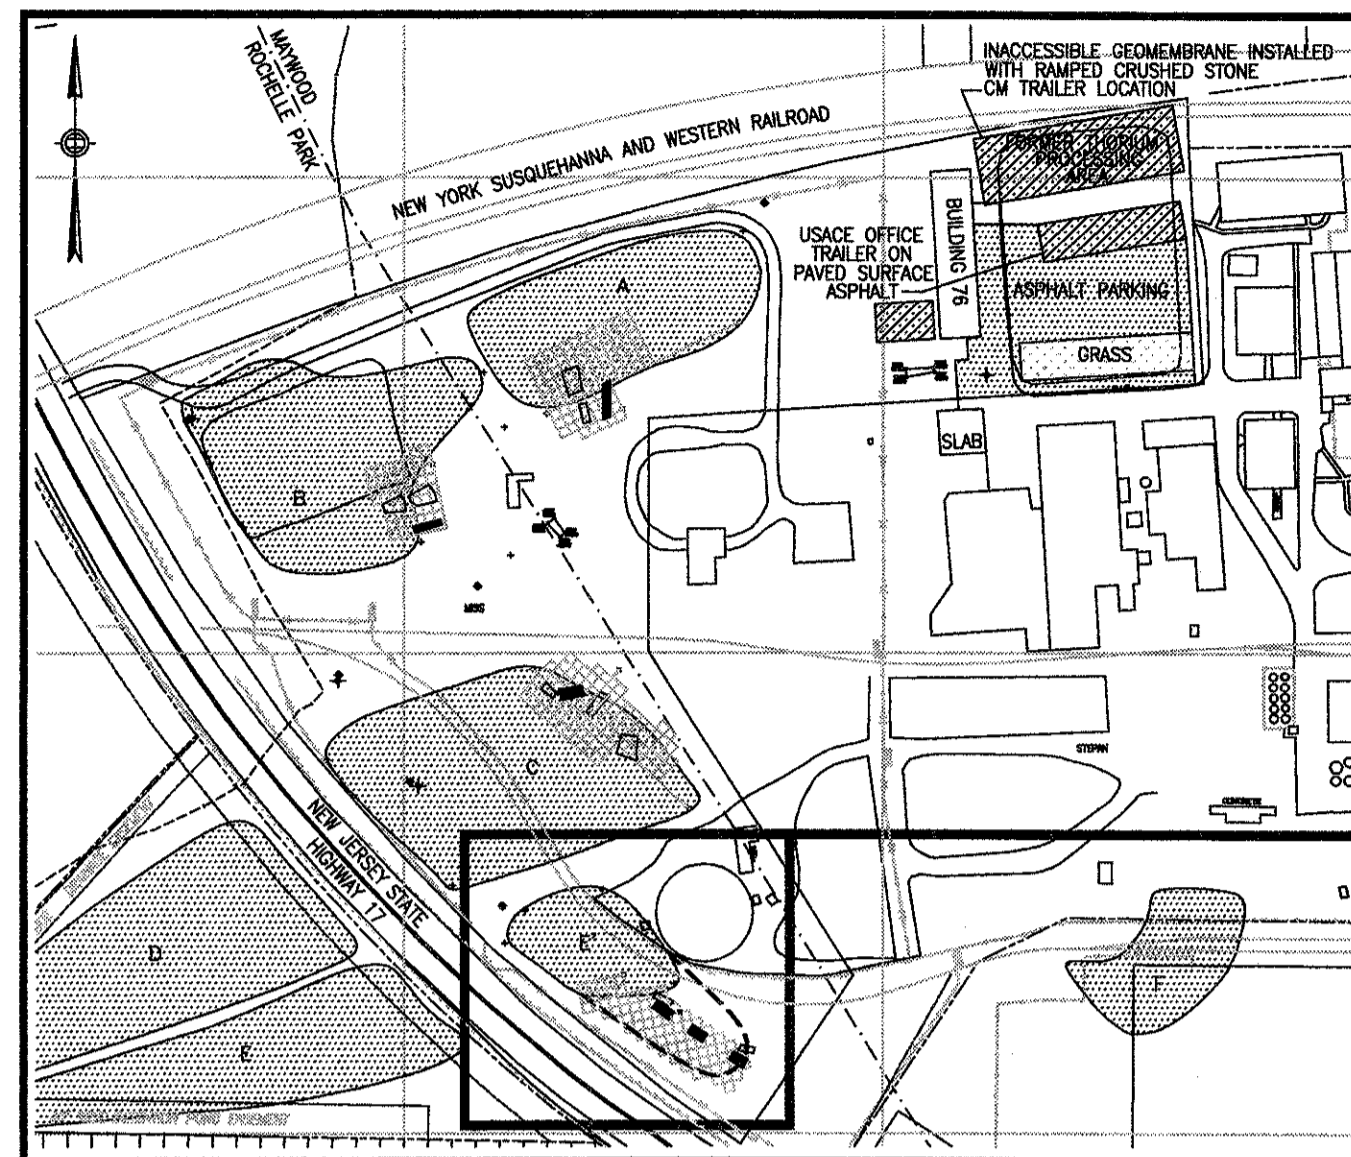 MAYWOOD
ROCHELLE PARK
INACCESSIBLE GEOMEMBRANE INSTALLED
WITH RAMPED CRUSHED STONE
CM TRAILER LOCATION
NEW YORK SUSQUEHANNA AND WESTERN RAILROAD
FORMER THORIUM
PROCESSING
AREA
BUILDING 76
USACE OFFICE
TRAILER ON
PAVED SURFACE
ASPHALT
A
ASPHALT PARKING
GRASS
SLAB
B
MISS
C
STEPAN
CONCRETE
NEW JERSEY STATE
HIGHWAY 17
D
E
E'
F